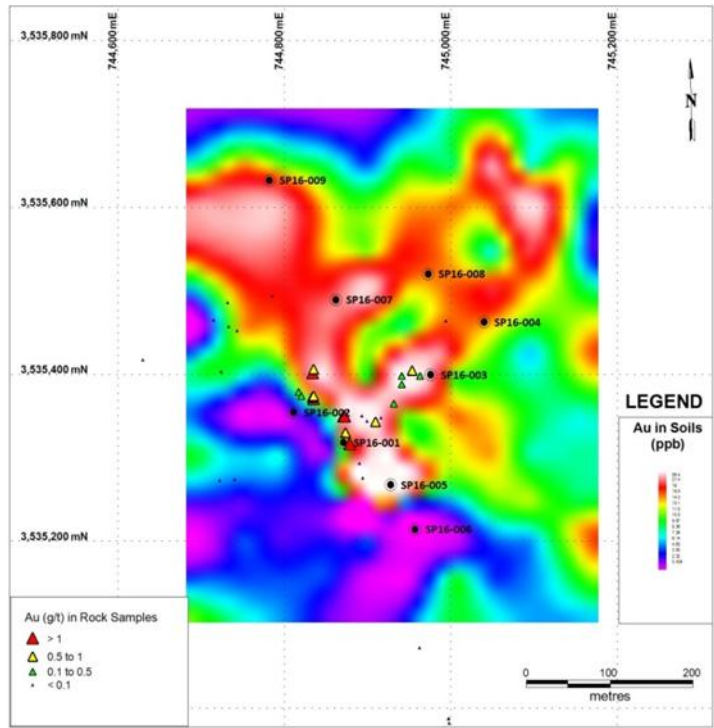 744,600 mE
744,800 mE
745,000 mE
745,200 mE
3,535,800 mN
N
SP16-009
3,535,600 mN
SP16-008
SP16-007
SP16-004
3,535,400 mN
SP16-003
SP16-002
SP16-001
SP16-005
SP16-006
3,535,200 mN
LEGEND
Au in Soils
(ppb)
Au (g/t) in Rock Samples
> 1
0.5 to 1
0.1 to 0.5
< 0.1
0 100 200
metres